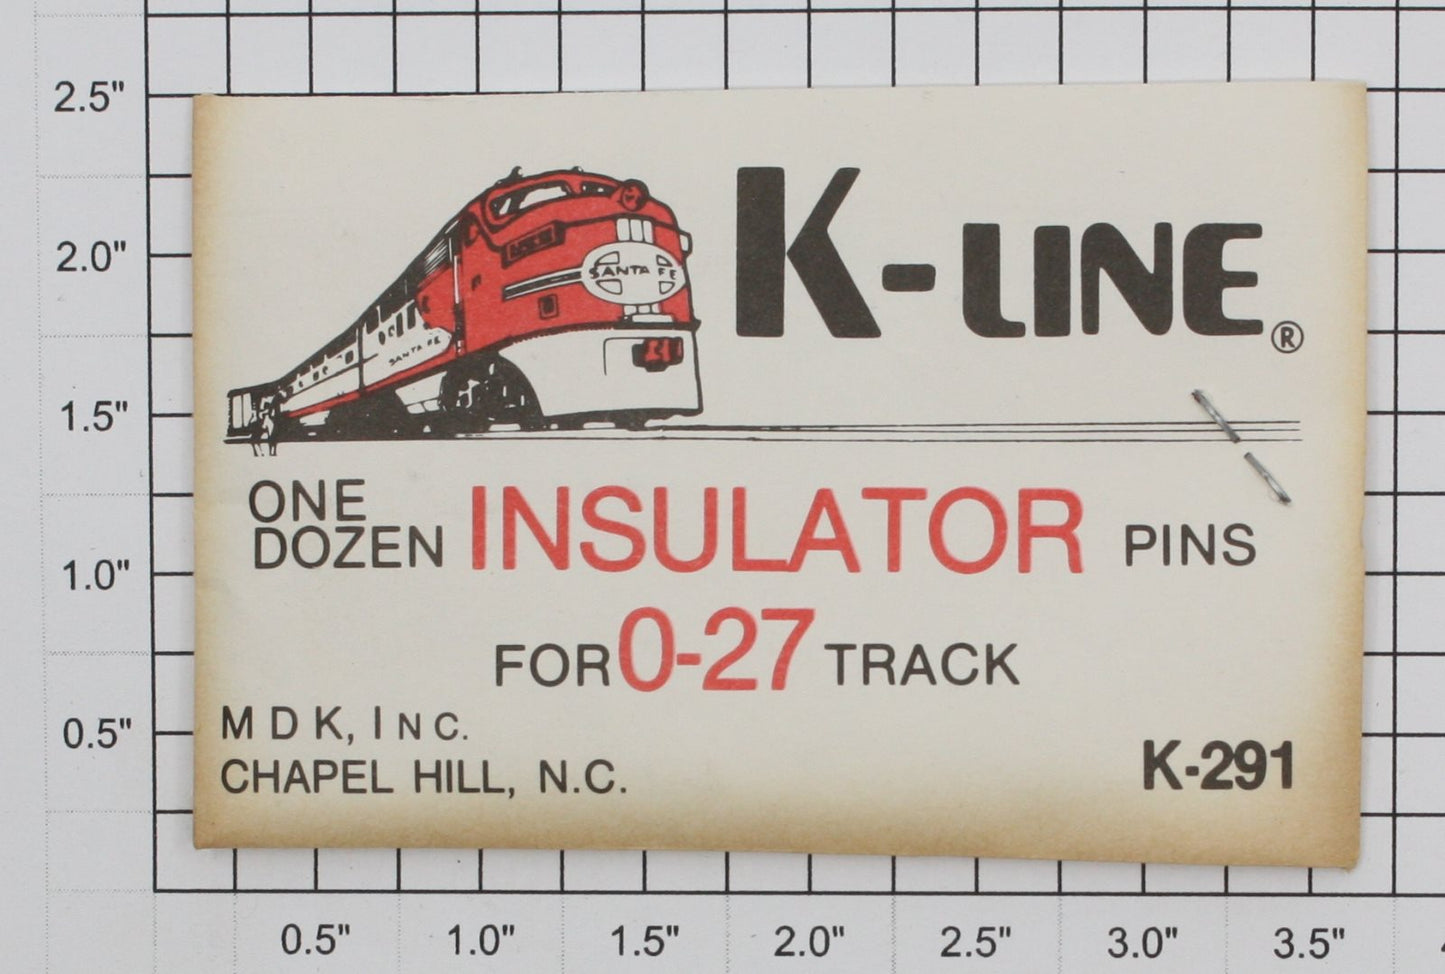 2.5"
2.0"
1.5"
1.0"
0.5"
K-LINE®
SANTA FE
SANTA FE
ONE
DOZEN INSULATOR PINS
FOR 0-27 TRACK
M D K, INC.
CHAPEL HILL, N.C.
K-291
0.5" 1.0" 1.5" 2.0" 2.5" 3.0" 3.5"